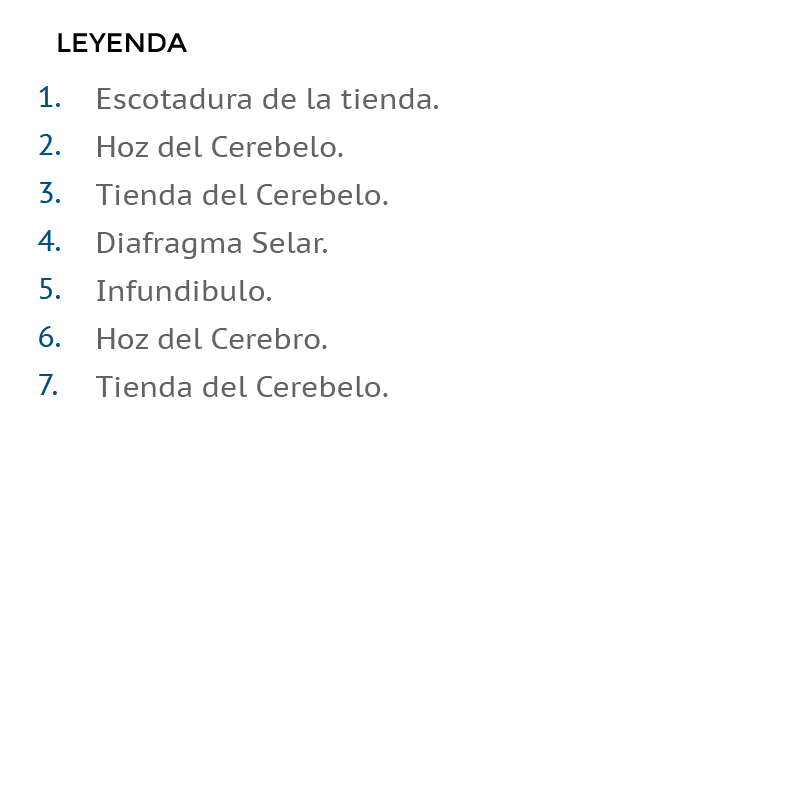 LEYENDA
1. Escotadura de la tienda.
2. Hoz del Cerebelo.
3. Tienda del Cerebelo.
4. Diafragma Selar.
5. Infundibulo.
6. Hoz del Cerebro.
7. Tienda del Cerebelo.